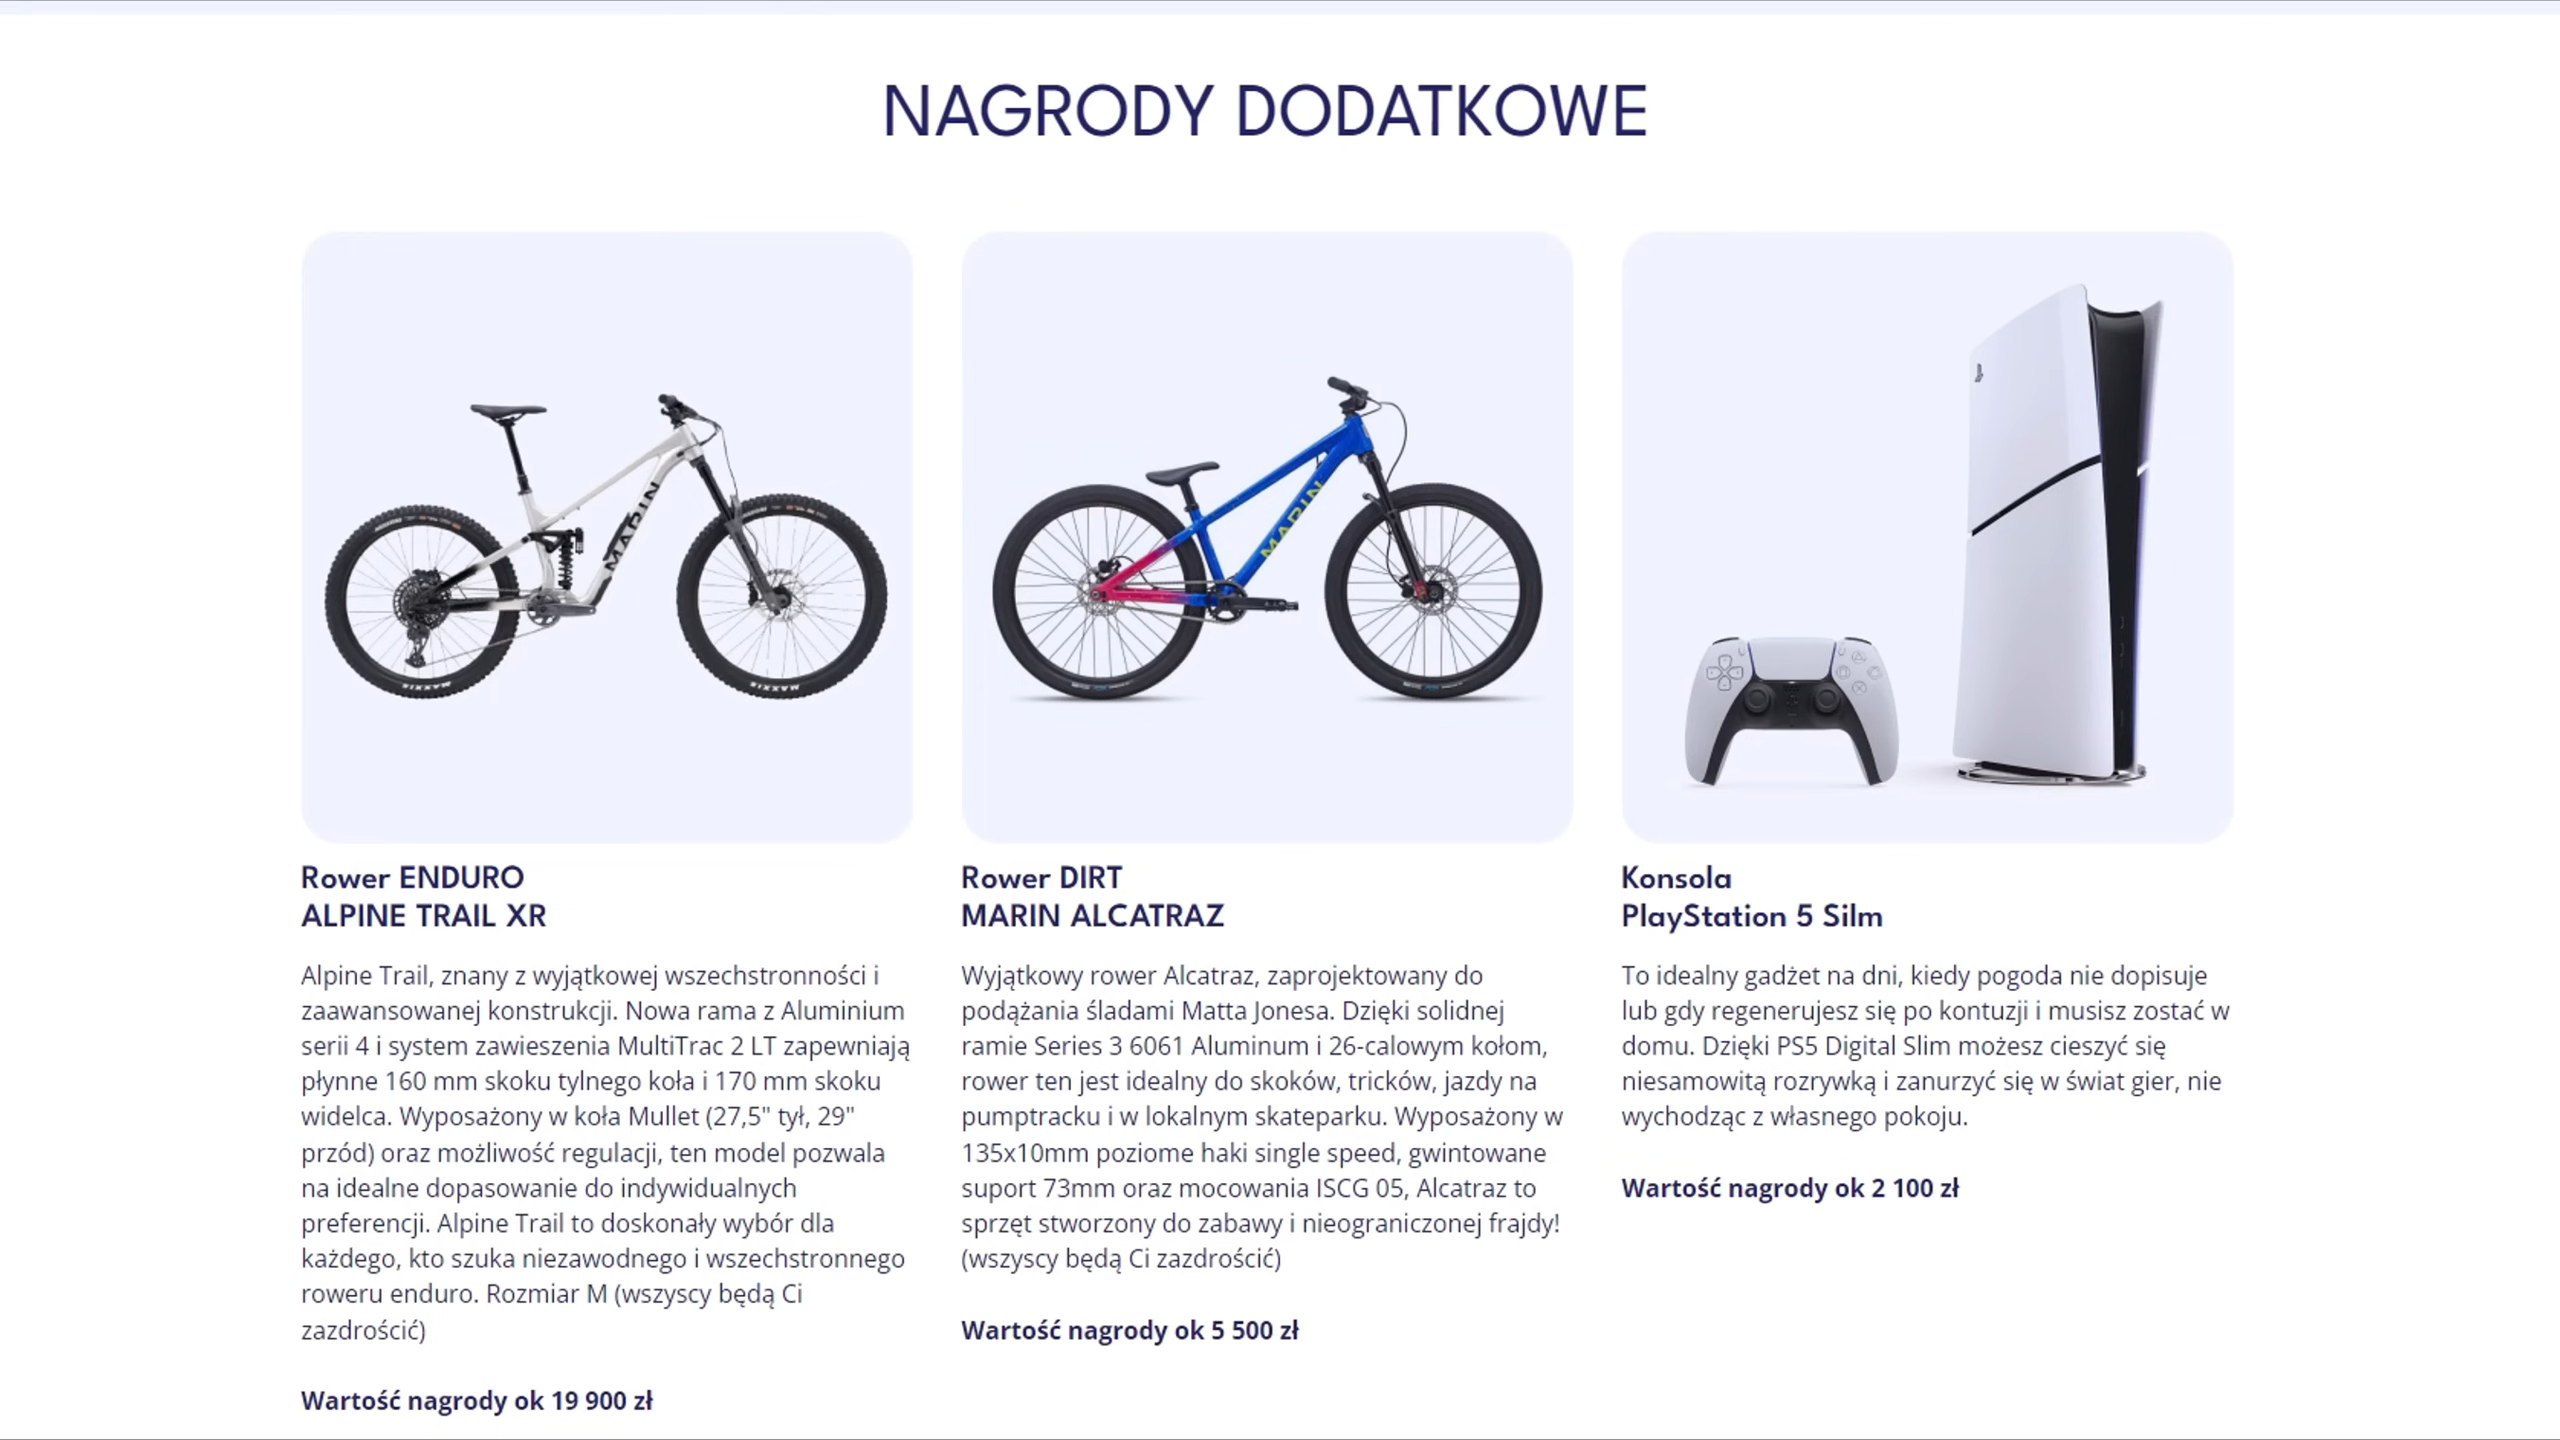 NAGRODY DODATKOWE
MARIN
MAXXIS
MAXXIS
MARIN
Rower ENDURO
ALPINE TRAIL XR
Alpine Trail, znany z wyjątkowej wszechstronności i
zaawansowanej konstrukcji. Nowa rama z Aluminium
serii 4 i system zawieszenia MultiTrac 2 LT zapewniają
płynne 160 mm skoku tylnego koła i 170 mm skoku
widelca. Wyposażony w koła Mullet (27,5" tył, 29"
przód) oraz możliwość regulacji, ten model pozwala
na idealne dopasowanie do indywidualnych
preferencji. Alpine Trail to doskonały wybór dla
każdego, kto szuka niezawodnego i wszechstronnego
roweru enduro. Rozmiar M (wszyscy będą Ci
zazdrościć)
Wartość nagrody ok 19 900 zł
Rower DIRT
MARIN ALCATRAZ
Wyjątkowy rower Alcatraz, zaprojektowany do
podążania śladami Matta Jonesa. Dzięki solidnej
ramie Series 3 6061 Aluminum i 26-calowym kołom,
rower ten jest idealny do skoków, tricków, jazdy na
pumptracku i w lokalnym skateparku. Wyposażony w
135x10mm poziome haki single speed, gwintowane
suport 73mm oraz mocowania ISCG 05, Alcatraz to
sprzęt stworzony do zabawy i nieograniczonej frajdy!
(wszyscy będą Ci zazdrościć)
Wartość nagrody ok 5 500 zł
Konsola
PlayStation 5 Silm
To idealny gadżet na dni, kiedy pogoda nie dopisuje
lub gdy regenerujesz się po kontuzji i musisz zostać w
domu. Dzięki PS5 Digital Slim możesz cieszyć się
niesamowitą rozrywką i zanurzyć się w świat gier, nie
wychodząc z własnego pokoju.
Wartość nagrody ok 2 100 zł